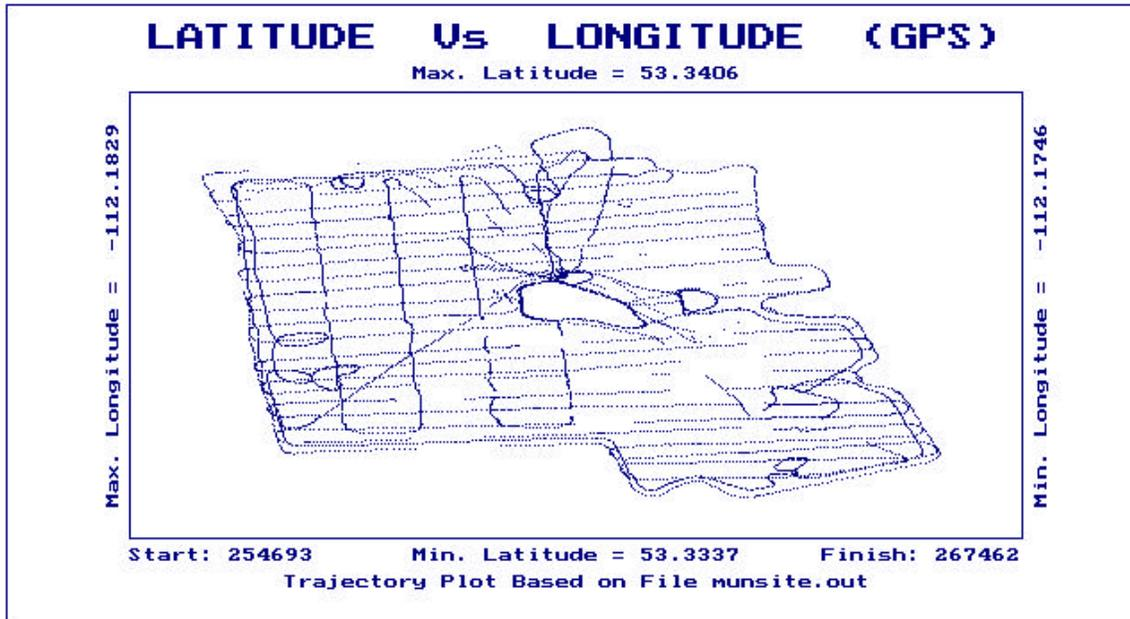 LATITUDE Vs LONGITUDE (GPS)
Max. Latitude = 53.3406
Max. Longitude = -112.1829
Min. Longitude = -112.1746
Start: 254693 Min. Latitude = 53.3337 Finish: 267462
Trajectory Plot Based on File munsite.out